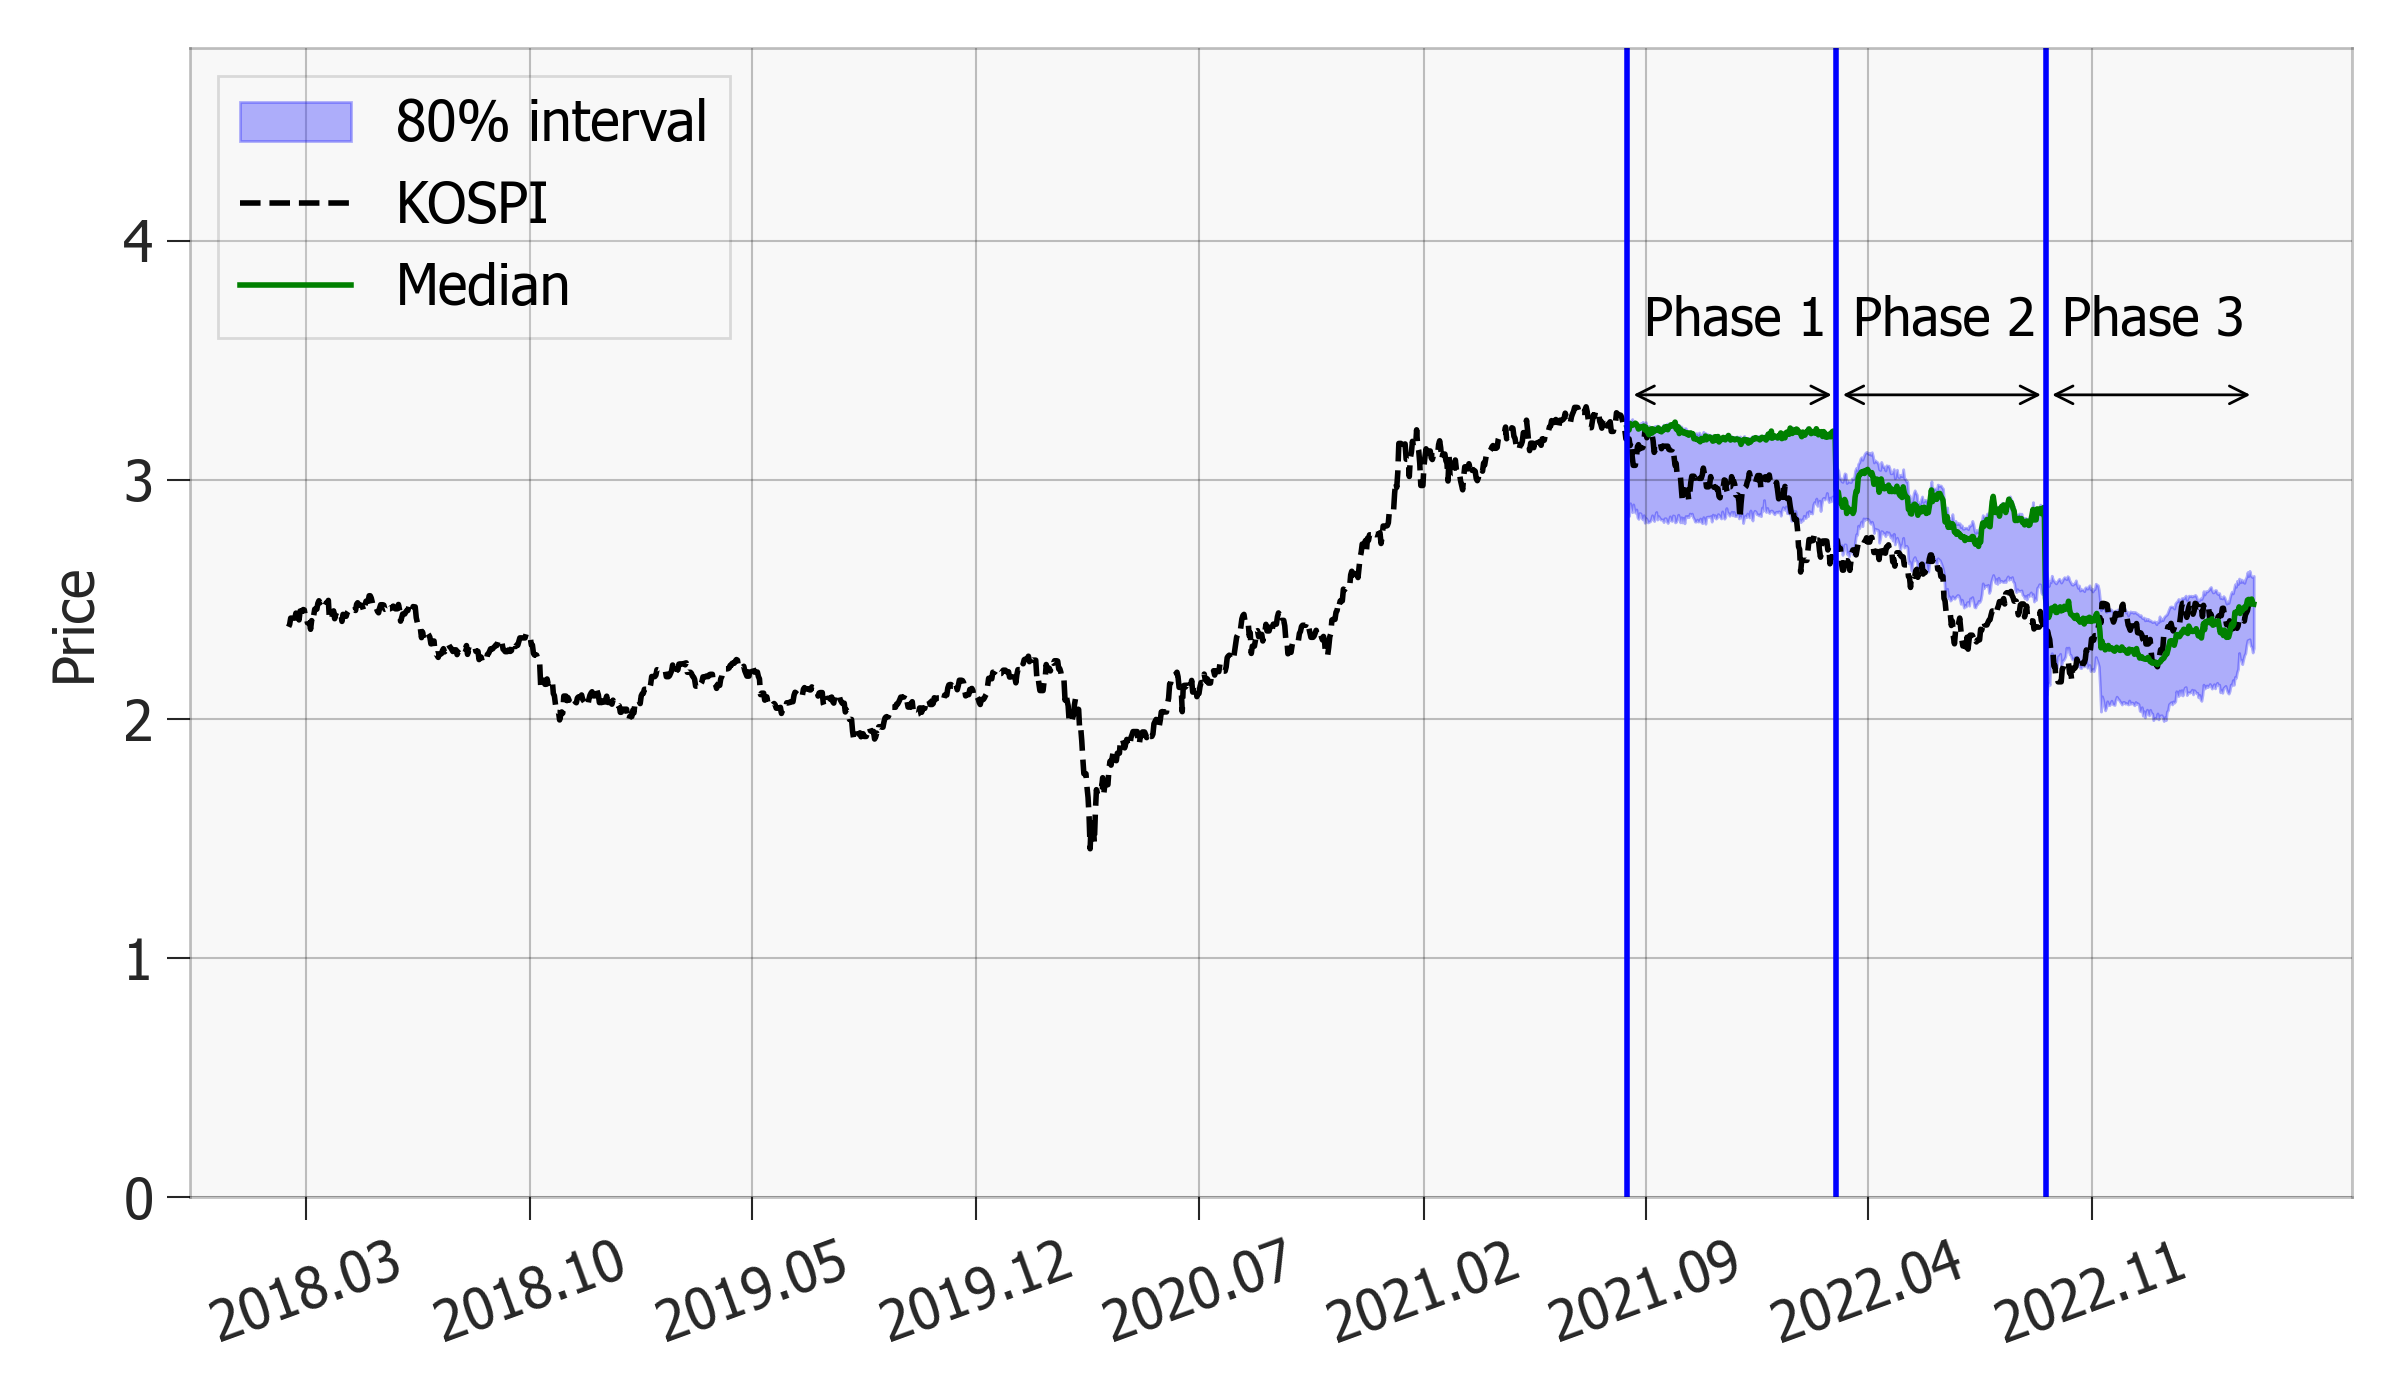 80% interval
KOSPI
Median
Phase 1
Phase 2
Phase 3
Price
4
3
2
1
0
2018.03
2018.10
2019.05
2019.12
2020.07
2021.02
2021.09
2022.04
2022.11